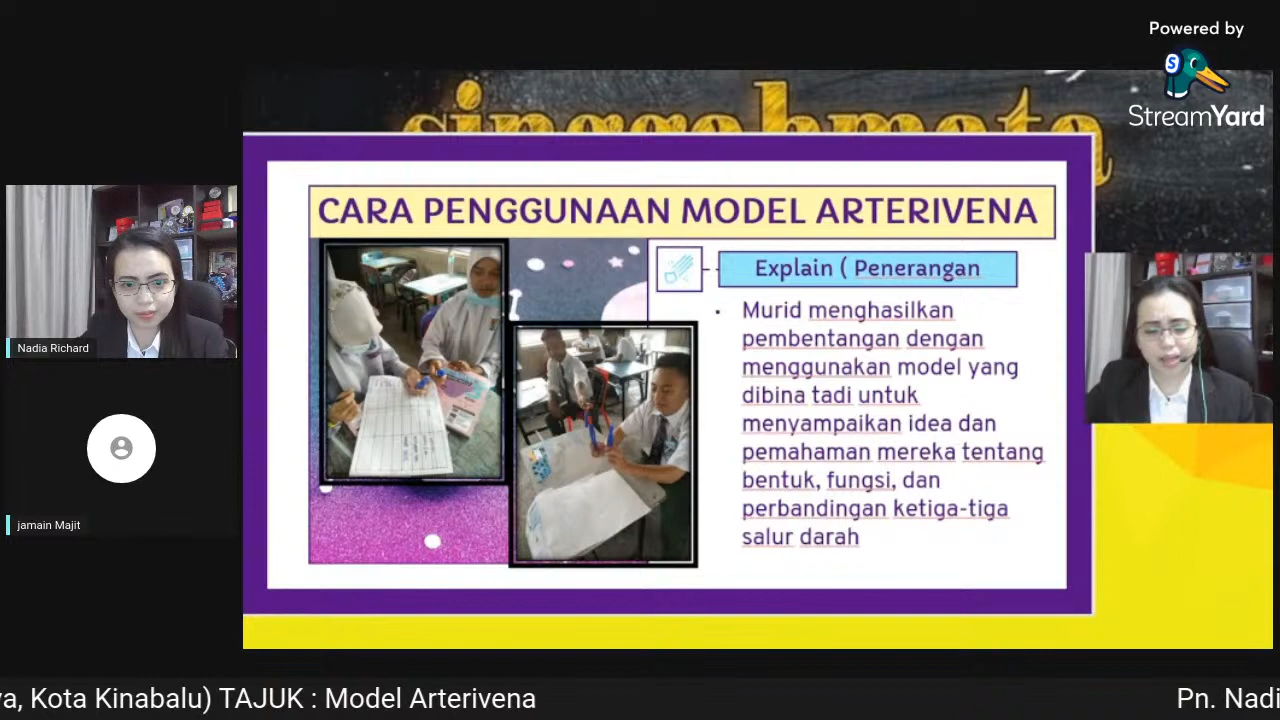 Powered by
StreamYard
singgahmata
CARA PENGGUNAAN MODEL ARTERIVENA
Explain ( Penerangan
Murid menghasilkan
pembentangan dengan
menggunakan model yang
dibina tadi untuk
menyampaikan idea dan
pemahaman mereka tentang
bentuk, fungsi, dan
perbandingan ketiga-tiga
salur darah
Nadia Richard
jamain Majit
ya, Kota Kinabalu) TAJUK : Model Arterivena
Pn. Nadi